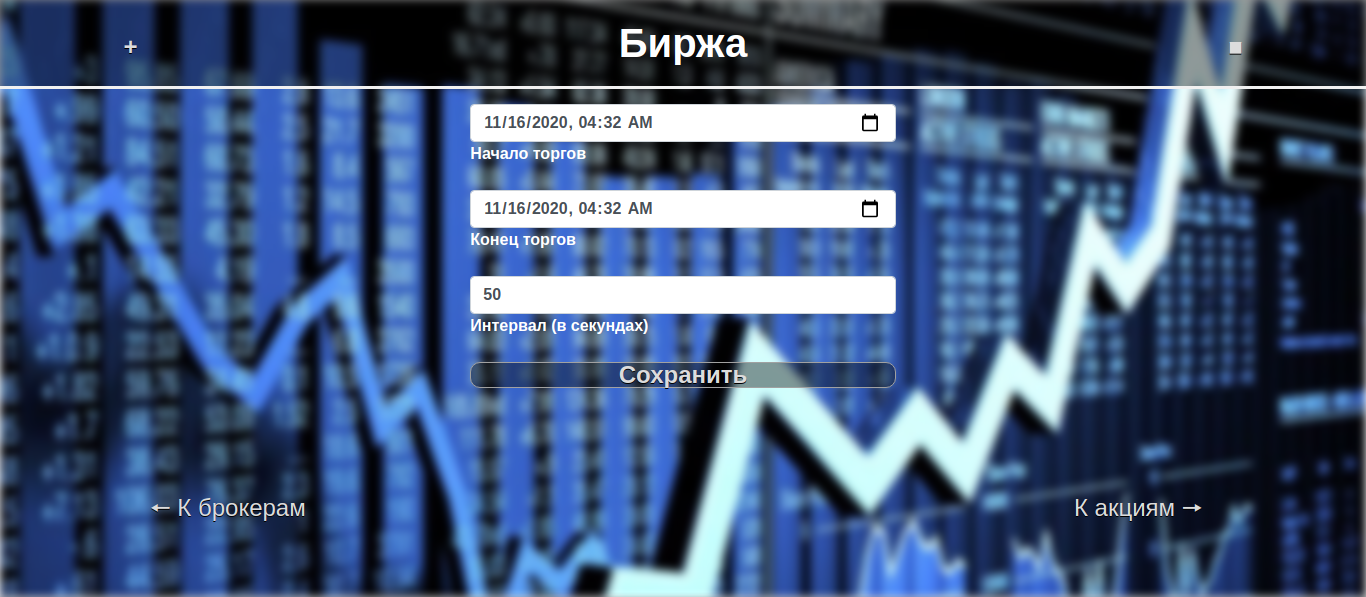 +
Биржа
11/16/2020, 04:32 AM
Начало торгов
11/16/2020, 04:32 AM
Конец торгов
50
Интервал (в секундах)
Сохранить
← К брокерам
К акциям →